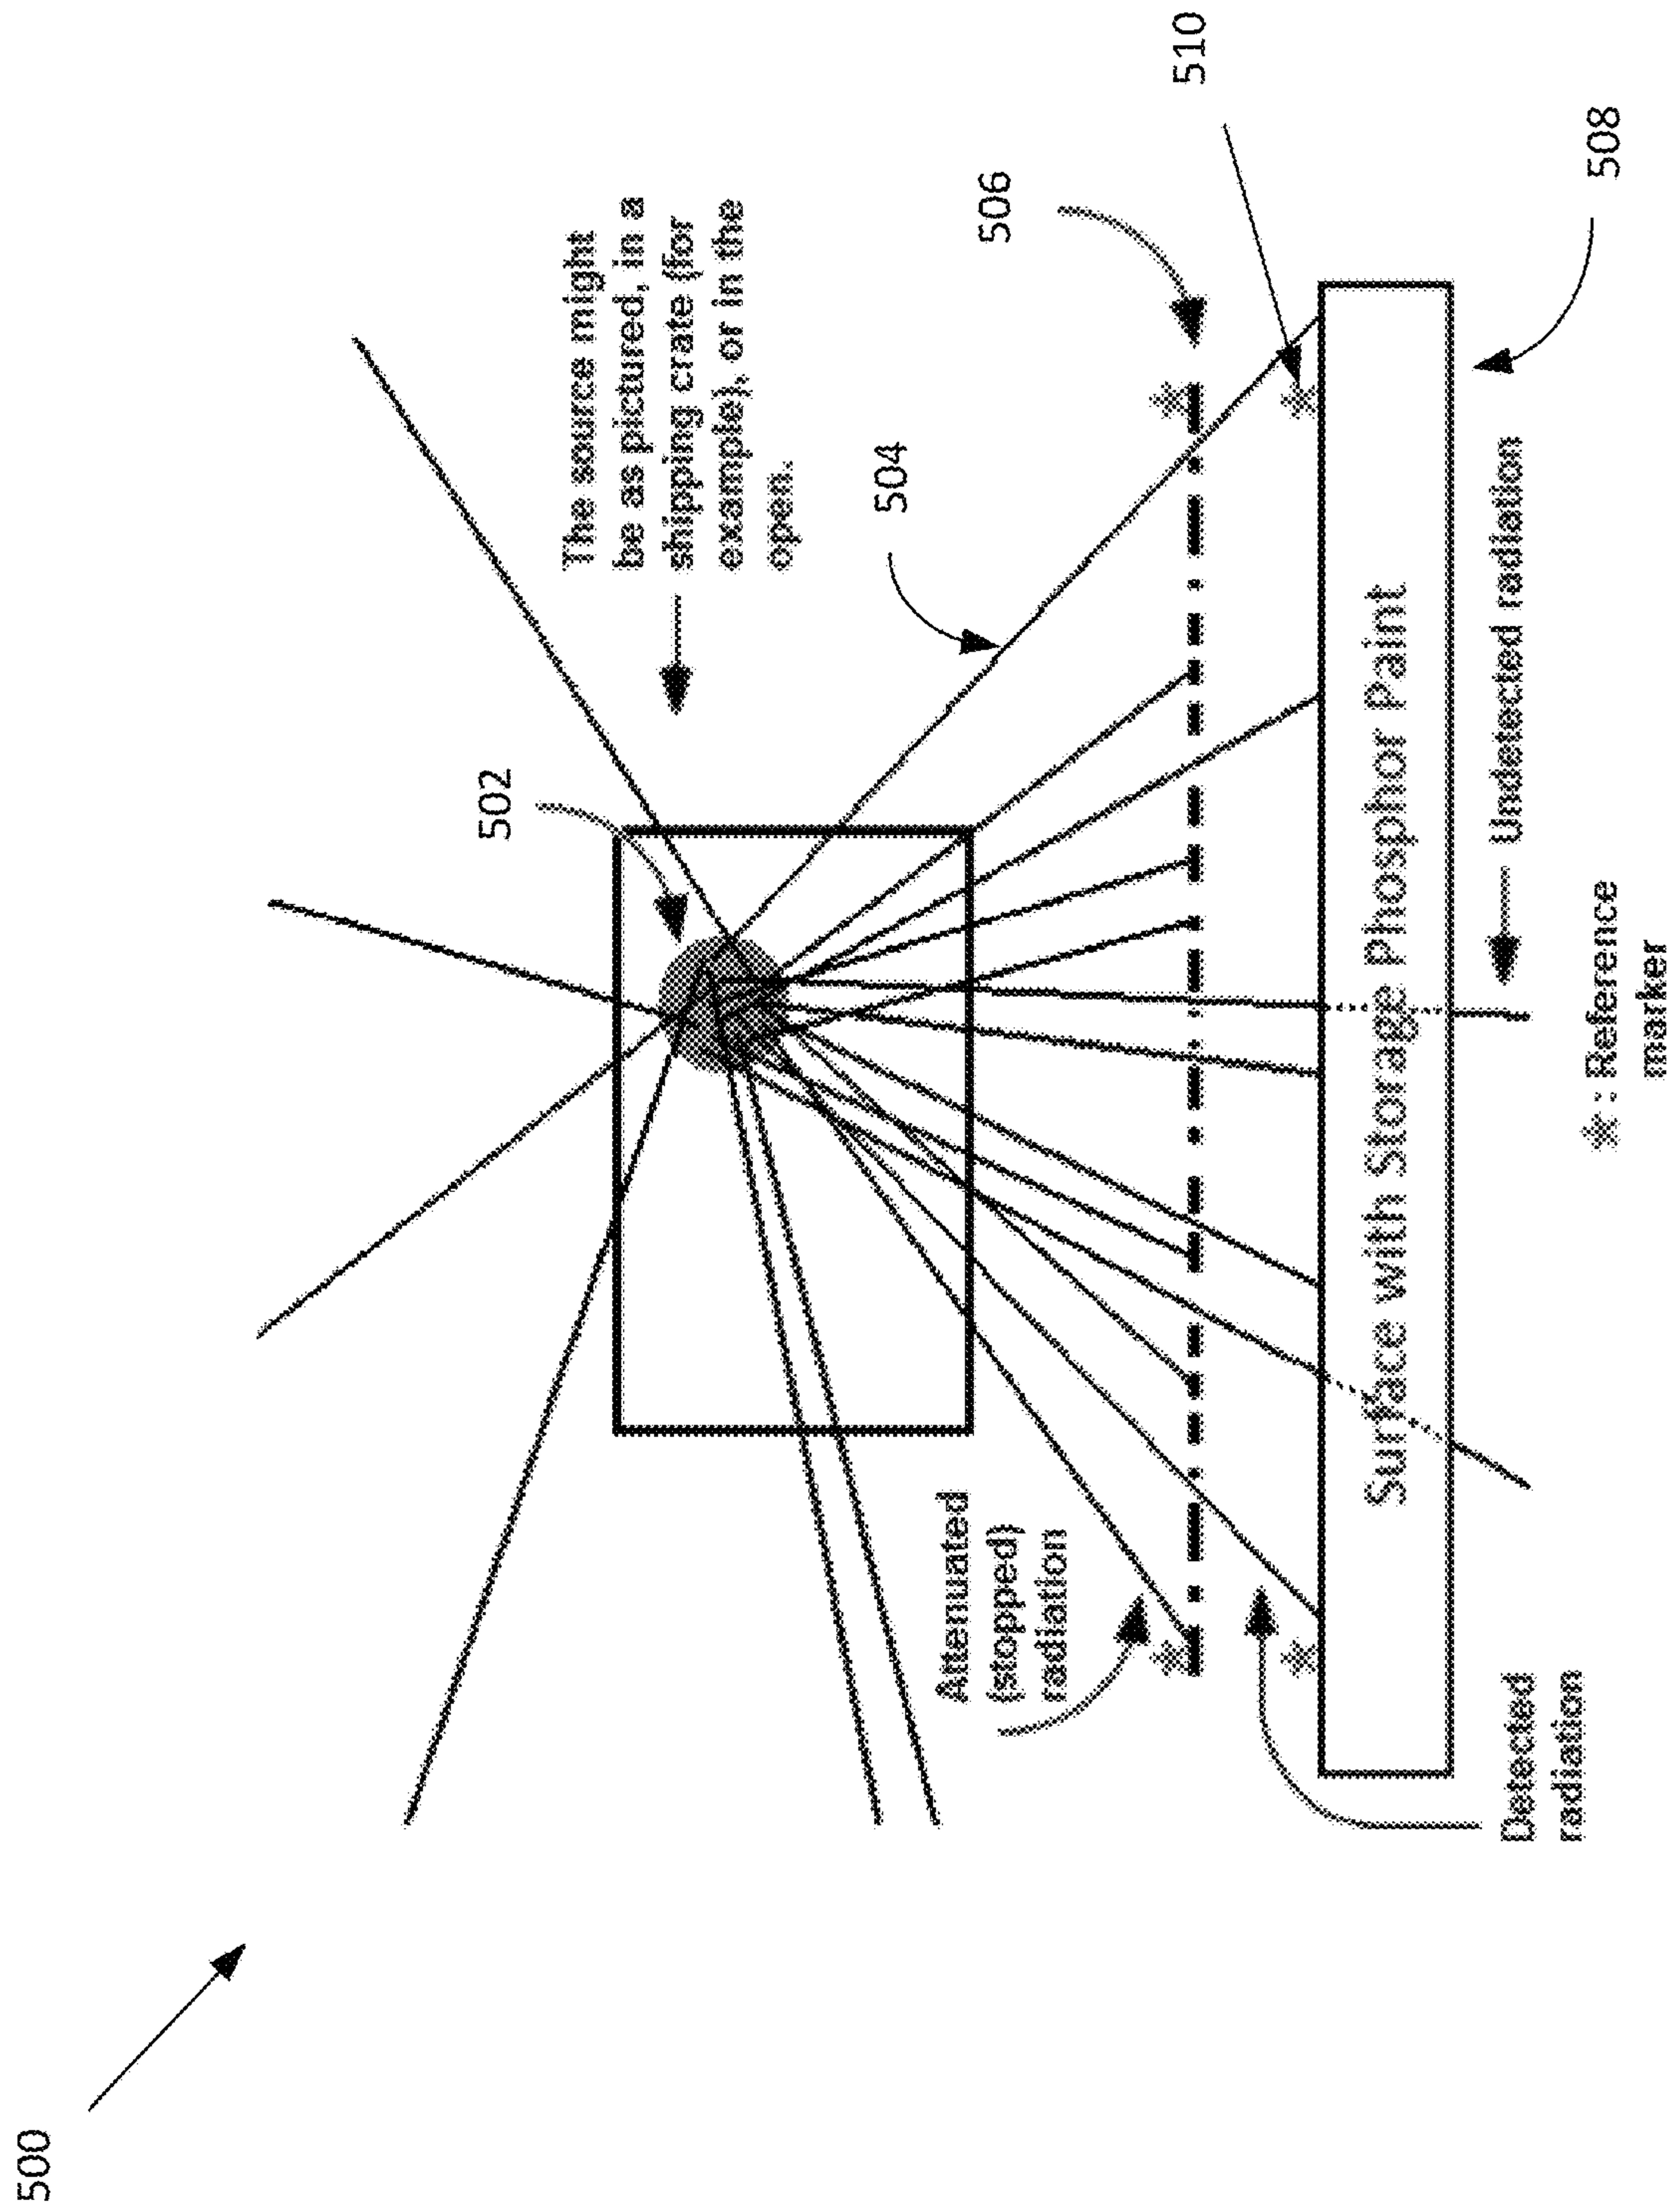 500
502
The source might
be as pictured, in a
shipping crate (for
example), or in the
open.
504
Attenuated
(stopped)
radiation
506
510
Surface with Storage Phosphor Paint
Undetected radiation
Detected
radiation
508
※ : Reference
marker